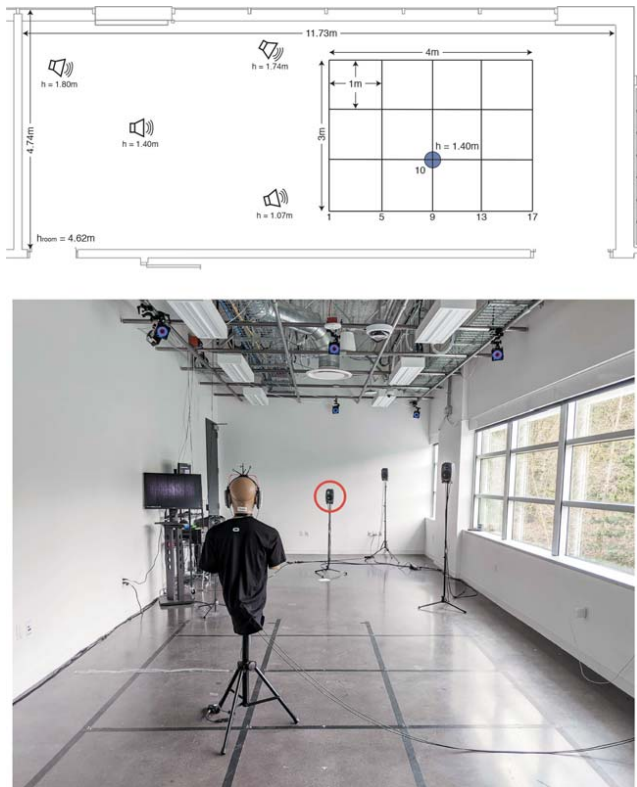 11.73m
h = 1.80m
h = 1.74m
4m
1m
4.74m
3m
h = 1.40m
h = 1.40m
10
h = 1.07m
1 5 9 13 17
hroom = 4.62m